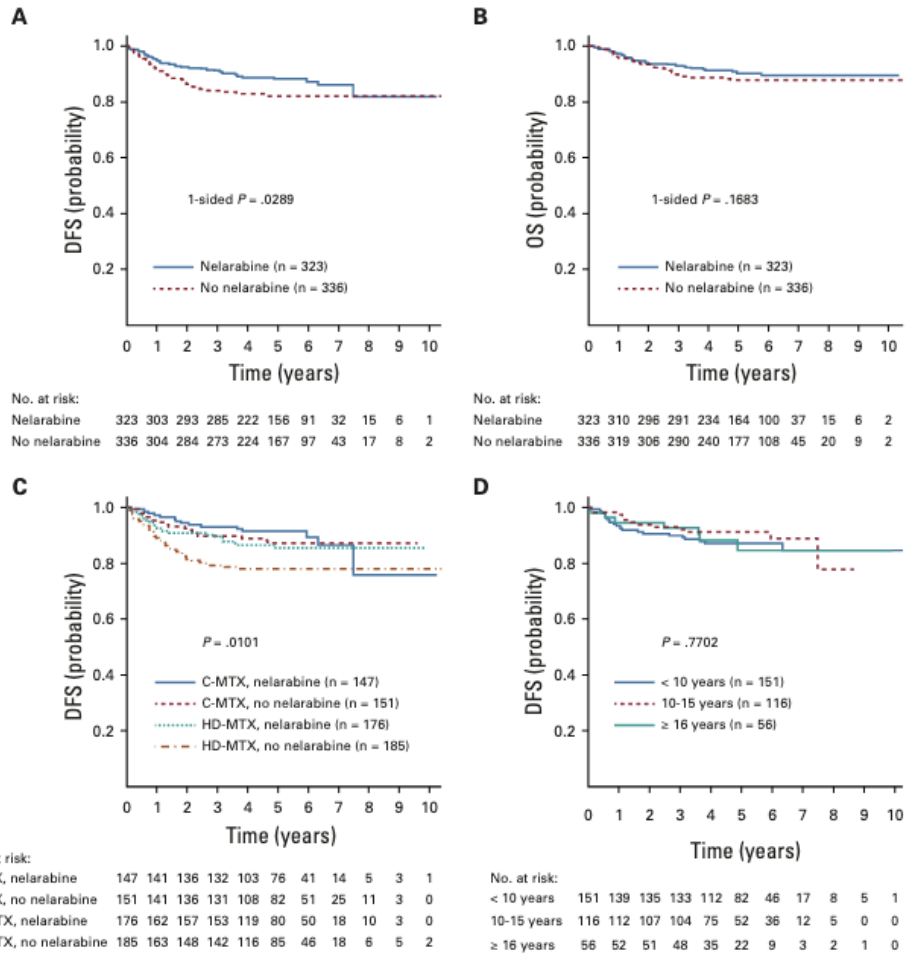 A
1.0
0.8
0.6
0.4
0.2
DFS (probability)
1-sided P = .0289
Nelarabine (n = 323)
No nelarabine (n = 336)
0 1 2 3 4 5 6 7 8 9 10
Time (years)
No. at risk:
Nelarabine 323 303 293 285 222 156 91 32 15 6 1
No nelarabine 336 304 284 273 224 167 97 43 17 8 2
B
1.0
0.8
0.6
0.4
0.2
OS (probability)
1-sided P = .1683
Nelarabine (n = 323)
No nelarabine (n = 336)
0 1 2 3 4 5 6 7 8 9 10
Time (years)
No. at risk:
Nelarabine 323 310 296 291 234 164 100 37 15 6 2
No nelarabine 336 319 306 290 240 177 108 45 20 9 2
C
1.0
0.8
0.6
0.4
0.2
DFS (probability)
P = .0101
C-MTX, nelarabine (n = 147)
C-MTX, no nelarabine (n = 151)
HD-MTX, nelarabine (n = 176)
HD-MTX, no nelarabine (n = 185)
0 1 2 3 4 5 6 7 8 9 10
Time (years)
risk:
, nelarabine 147 141 136 132 103 76 41 14 5 3 1
, no nelarabine 151 141 136 131 108 82 51 25 11 3 0
TX, nelarabine 176 162 157 153 119 80 50 18 10 3 0
TX, no nelarabine 185 163 148 142 116 85 46 18 6 5 2
D
1.0
0.8
0.6
0.4
0.2
DFS (probability)
P = .7702
< 10 years (n = 151)
10-15 years (n = 116)
≥ 16 years (n = 56)
0 1 2 3 4 5 6 7 8 9 10
Time (years)
No. at risk:
< 10 years 151 139 135 133 112 82 46 17 8 5 1
10-15 years 116 112 107 104 75 52 36 12 5 0 0
≥ 16 years 56 52 51 48 35 22 9 3 2 1 0